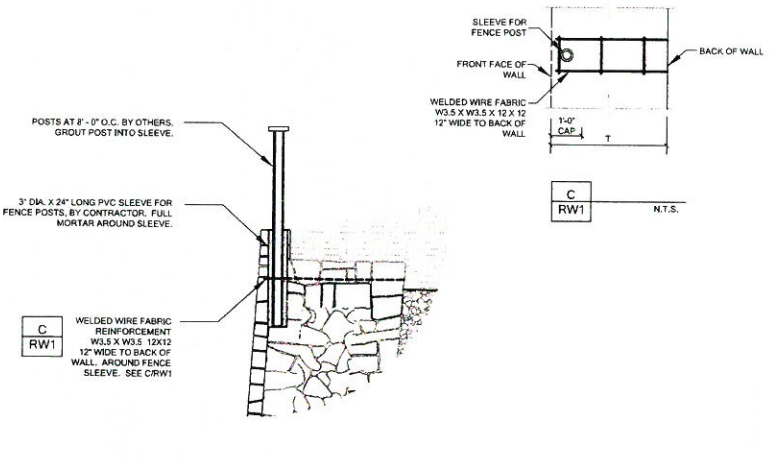 SLEEVE FOR
FENCE POST
BACK OF WALL
FRONT FACE OF
WALL
WELDED WIRE FABRIC
W3.5 X W3.5 X 12 X 12
12" WIDE TO BACK OF
WALL
1'-0"
CAP
T
C
RW1
N.T.S.
POSTS AT 8' - 0" O.C. BY OTHERS.
GROUT POST INTO SLEEVE.
3" DIA. X 24" LONG PVC SLEEVE FOR
FENCE POSTS, BY CONTRACTOR. FULL
MORTAR AROUND SLEEVE.
C
RW1
WELDED WIRE FABRIC
REINFORCEMENT
W3.5 X W3.5 12X12
12" WIDE TO BACK OF
WALL. AROUND FENCE
SLEEVE. SEE C/RW1